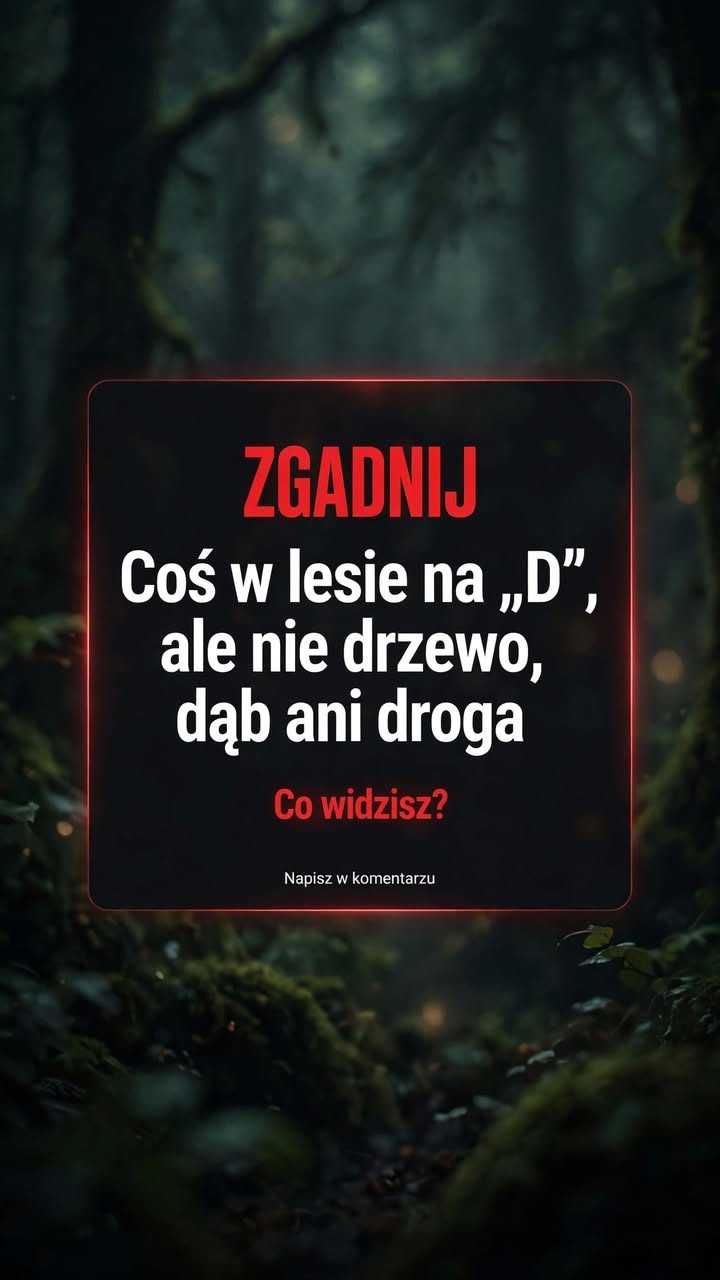 ZGADNIJ
Coś w lesie na „D”,
ale nie drzewo,
dąb ani droga
Co widzisz?
Napisz w komentarzu